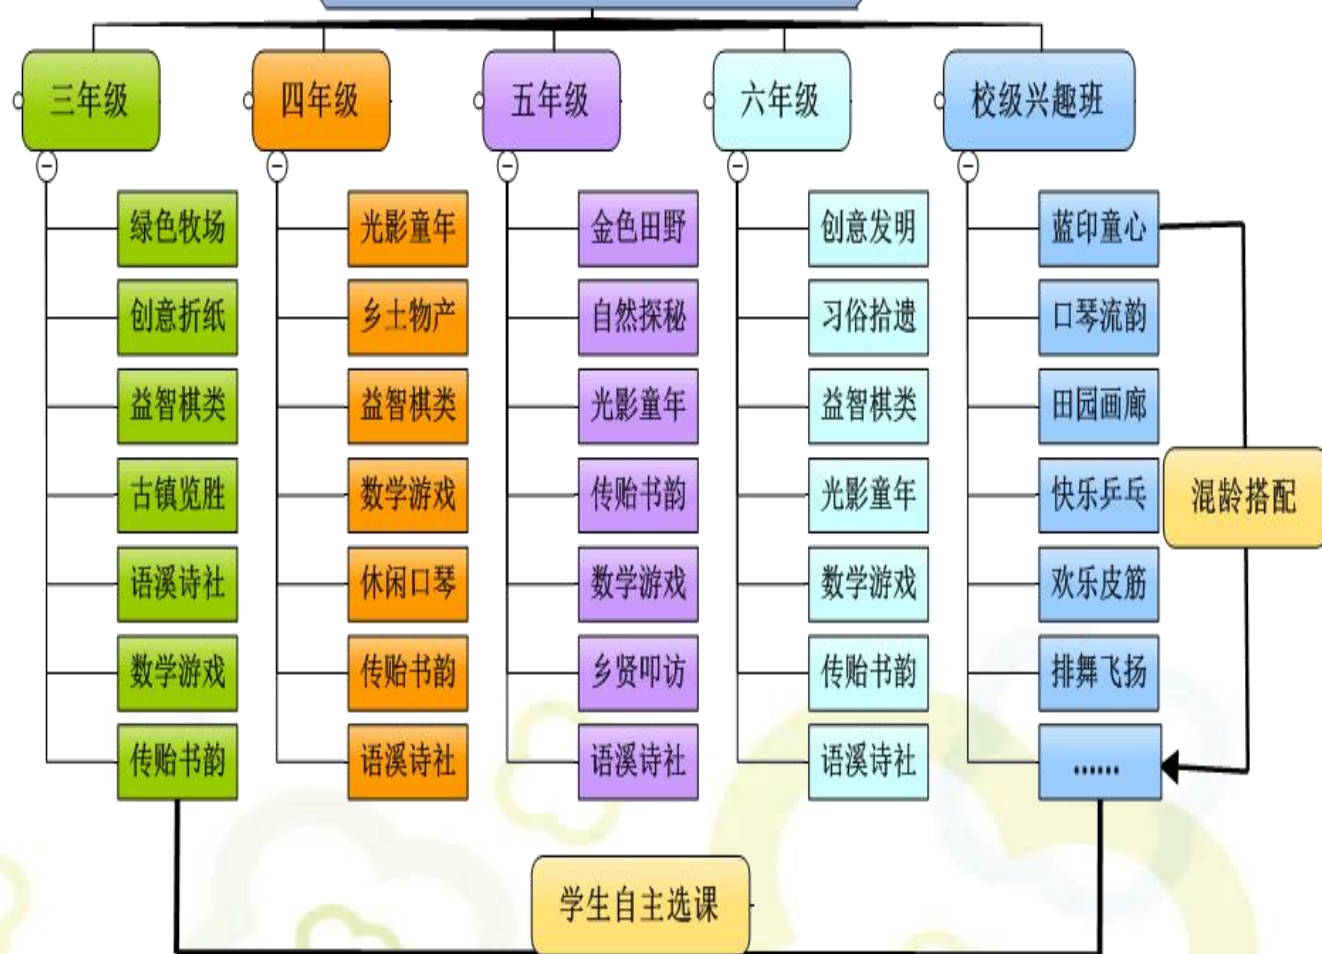 三年级
四年级
五年级
六年级
校级兴趣班
绿色牧场
创意折纸
益智棋类
古镇览胜
语溪诗社
数学游戏
传贻书韵
光影童年
乡土物产
益智棋类
数学游戏
休闲口琴
传贻书韵
语溪诗社
金色田野
自然探秘
光影童年
传贻书韵
数学游戏
乡贤叩访
语溪诗社
创意发明
习俗拾遗
益智棋类
光影童年
数学游戏
传贻书韵
语溪诗社
蓝印童心
口琴流韵
田园画廊
快乐乒乓
欢乐皮筋
排舞飞扬
......
混龄搭配
学生自主选课